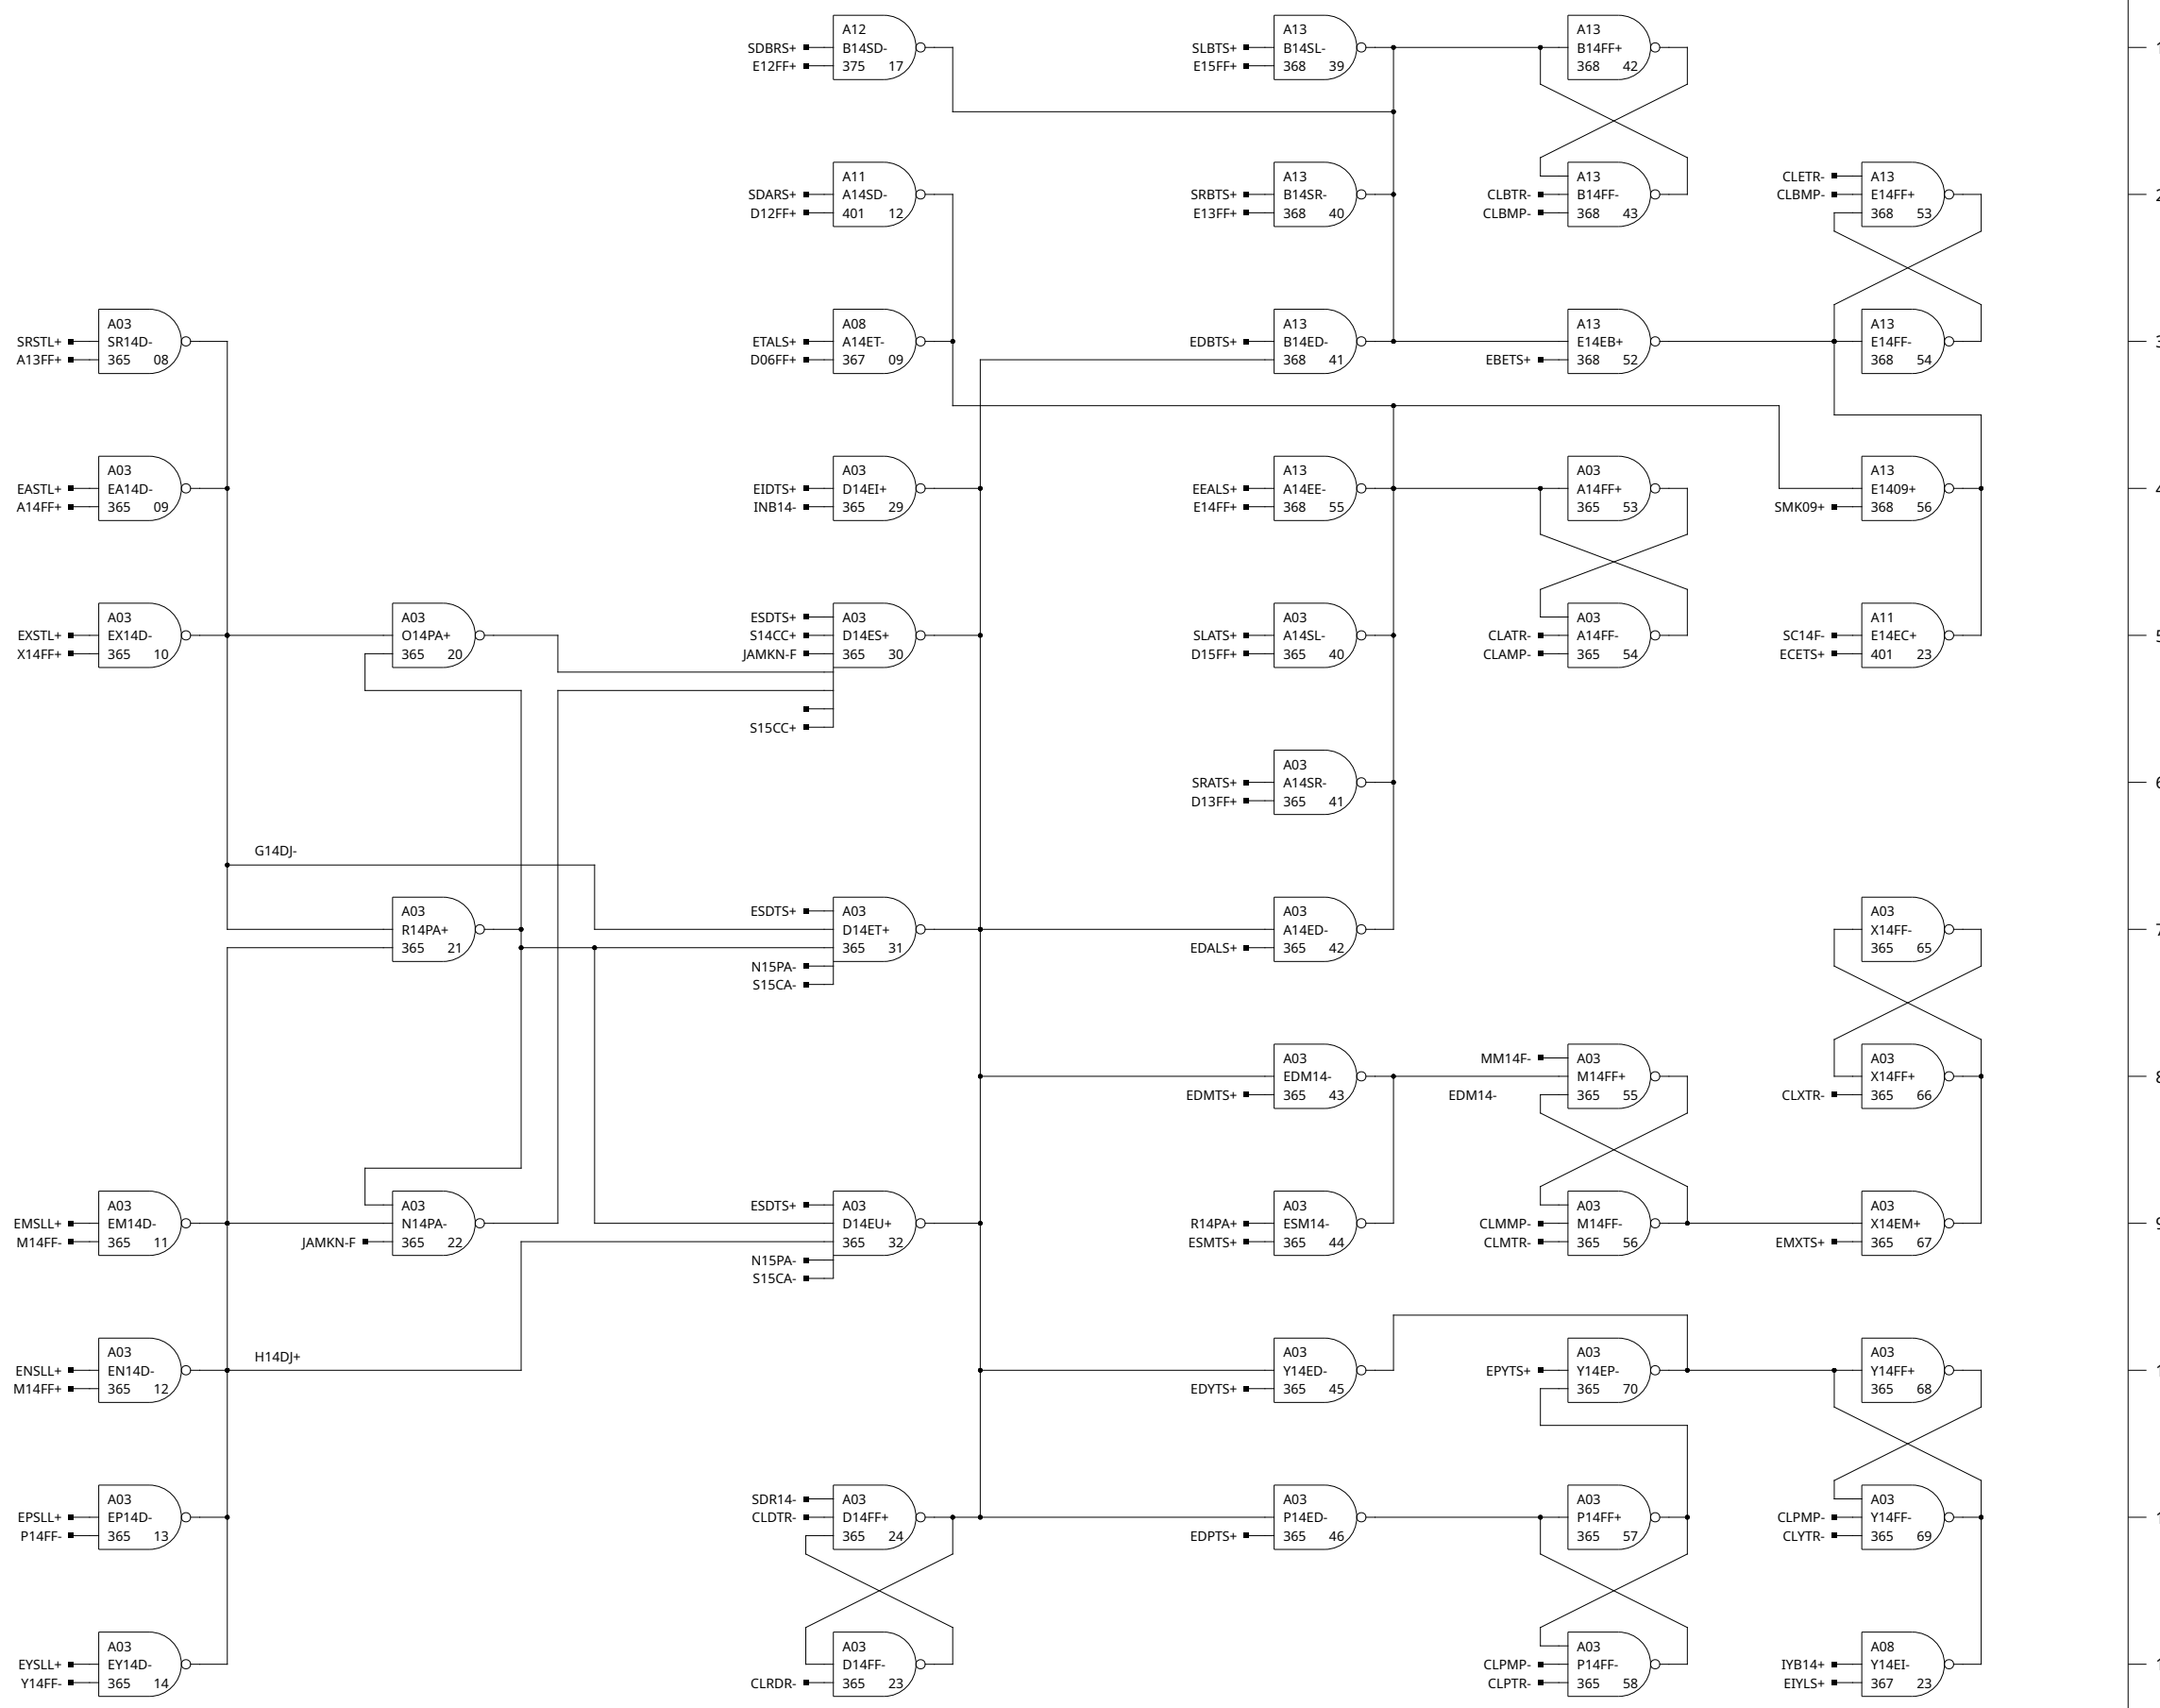 A12
SDBRS+ B14SD-
E12FF+ 375 17
A13
SLBTS+ B14SL-
E15FF+ 368 39
A13
B14FF+
368 42
1
A11
SDARS+ A14SD-
D12FF+ 401 12
A13
SRBTS+ B14SR-
E13FF+ 368 40
A13
CLBTR- B14FF-
CLBMP- 368 43
CLETR- A13
CLBMP- E14FF+
368 53
2
A03
SRSTL+ SR14D-
A13FF+ 365 08
A08
ETALS+ A14ET-
D06FF+ 367 09
A13
EDBTS+ B14ED-
368 41
A13
E14EB+
EBETS+ 368 52
A13
E14FF-
368 54
3
A03
EASTL+ EA14D-
A14FF+ 365 09
A03
EIDTS+ D14EI+
INB14- 365 29
A13
EEALS+ A14EE-
E14FF+ 368 55
A03
A14FF+
365 53
A13
E1409+
SMK09+ 368 56
4
A03
EXSTL+ EX14D-
X14FF+ 365 10
A03
O14PA+
365 20
ESDTS+ A03
S14CC+ D14ES+
JAMKN-F 365 30
S15CC+
A03
SLATS+ A14SL-
D15FF+ 365 40
A03
CLATR- A14FF-
CLAMP- 365 54
A11
SC14F- E14EC+
ECETS+ 401 23
5
A03
SRATS+ A14SR-
D13FF+ 365 41
6
G14DJ-
A03
R14PA+
365 21
ESDTS+ A03
D14ET+
365 31
N15PA-
S15CA-
A03
A14ED-
EDALS+ 365 42
A03
X14FF-
365 65
7
A03
EDM14-
EDMTS+ 365 43
EDM14-
MM14F- A03
M14FF+
365 55
A03
X14FF+
CLXTR- 365 66
8
A03
EMSLL+ EM14D-
M14FF- 365 11
A03
N14PA-
JAMKN-F 365 22
ESDTS+ A03
D14EU+
365 32
N15PA-
S15CA-
A03
R14PA+ ESM14-
ESMTS+ 365 44
A03
CLMMP- M14FF-
CLMTR- 365 56
A03
X14EM+
EMXTS+ 365 67
9
A03
ENSLL+ EN14D-
M14FF+ 365 12
H14DJ+
A03
Y14ED-
EDYTS+ 365 45
A03
EPYTS+ Y14EP-
365 70
A03
Y14FF+
365 68
1
A03
EPSLL+ EP14D-
P14FF- 365 13
SDR14- A03
CLDTR- D14FF+
365 24
A03
P14ED-
EDPTS+ 365 46
A03
P14FF+
365 57
A03
CLPMP- Y14FF-
CLYTR- 365 69
1
A03
EYSLL+ EY14D-
Y14FF- 365 14
A03
D14FF-
CLRDR- 365 23
A03
CLPMP- P14FF-
CLPTR- 365 58
A08
IYB14+ Y14EI-
EIYLS+ 367 23
1